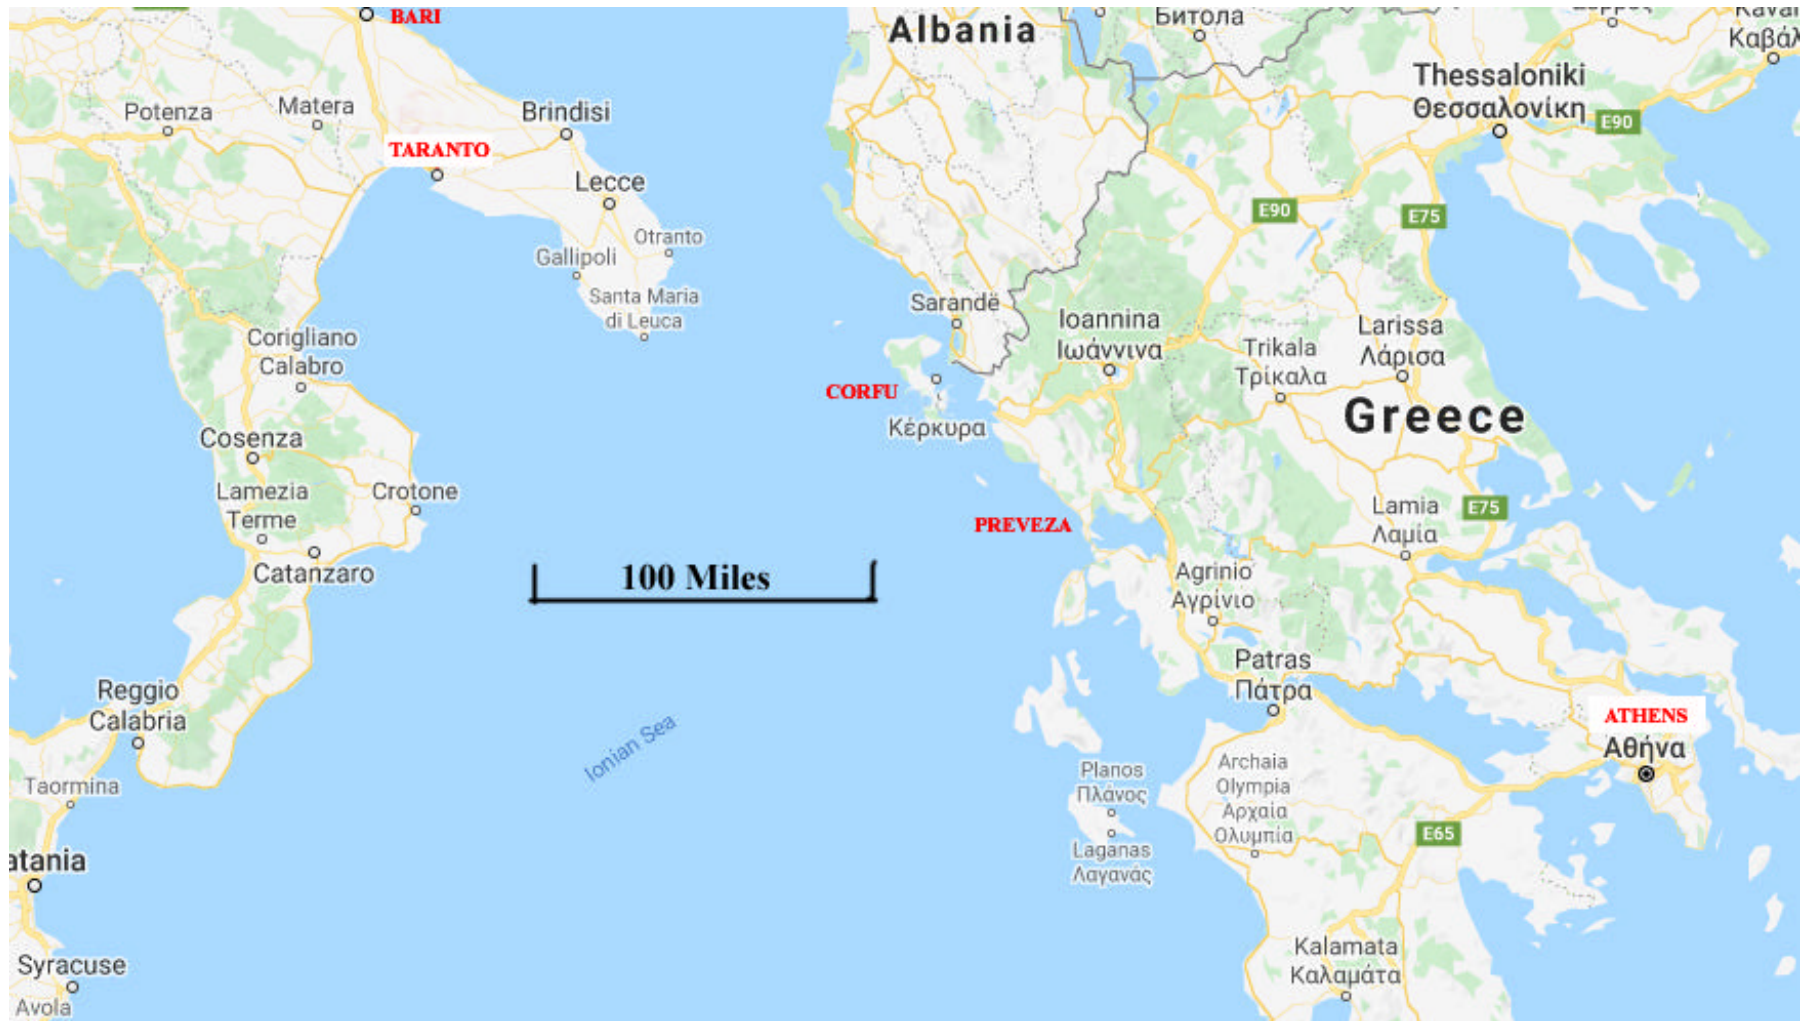 BARI
Albania
Битола
Thessaloniki
Θεσσαλονίκη
Καβάλ
E90
Potenza
Matera
Brindisi
TARANTO
Lecce
E90
E75
Otranto
Gallipoli
Santa Maria
di Leuca
Sarandë
Ioannina
Ιωάννινα
Larissa
Λάρισα
Trikala
Τρίκαλα
Corigliano
Calabro
CORFU
Κέρκυρα
Greece
Cosenza
Lamezia
Terme
Crotone
PREVEZA
Lamia
Λαμία
E75
Catanzaro
100 Miles
Agrinio
Αγρίνιο
Patras
Πάτρα
Reggio
Calabria
ATHENS
Αθήνα
Ionian Sea
Taormina
Planos
Πλάνος
Archaia
Olympia
Αρχαία
Ολυμπία
E65
Laganas
Λαγανάς
atania
Kalamata
Καλαμάτα
Syracuse
Avola